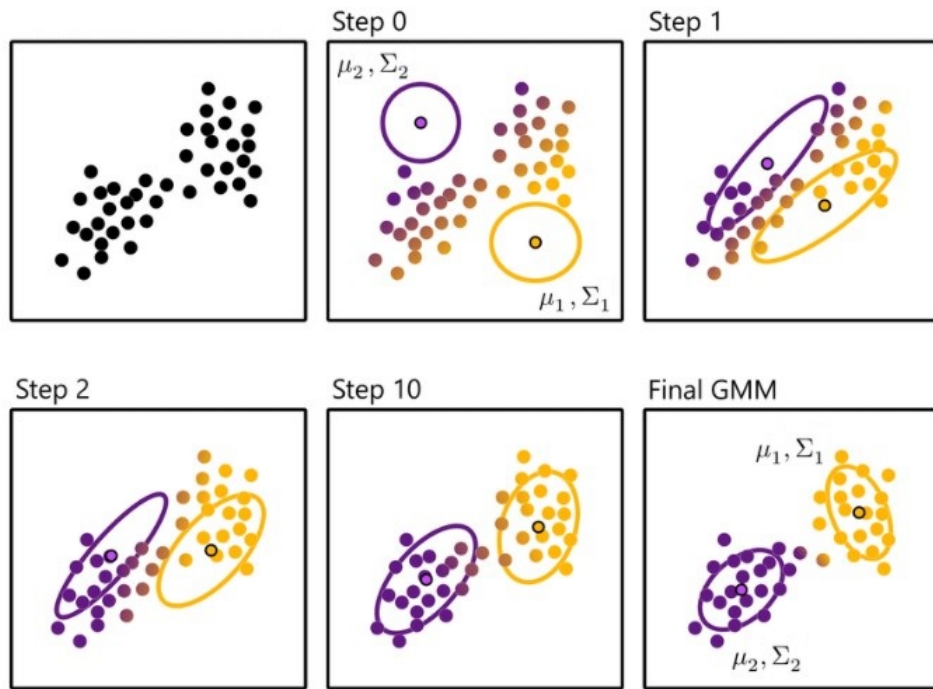 Step 0
Step 1
μ₂, Σ₂
μ₁, Σ₁
Step 2
Step 10
Final GMM
μ₁, Σ₁
μ₂, Σ₂